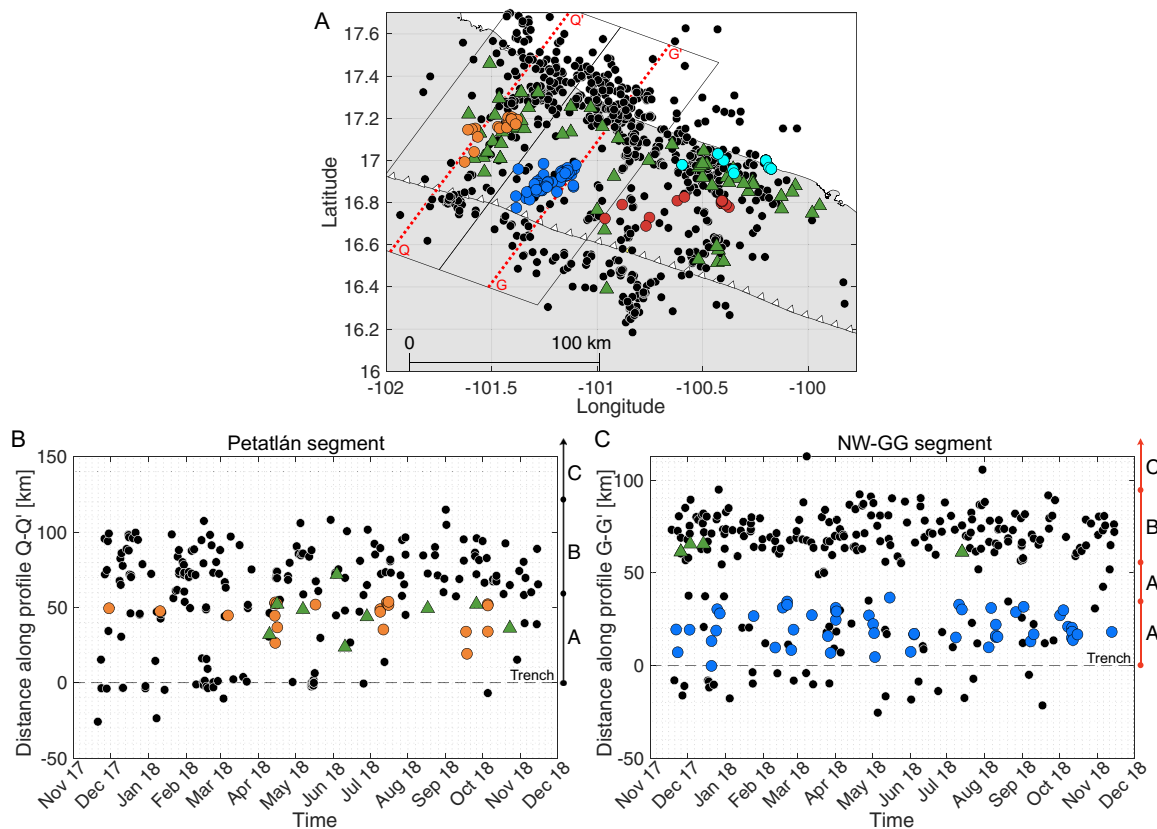 A
Latitude
17.6
17.4
17.2
17
16.8
16.6
16.4
16.2
16
Q'
G'
Q
G
0 100 km
-102 -101.5 -101 -100.5 -100
Longitude
B
Petatlán segment
Distance along profile Q-Q' [km]
150
100
50
0
-50
Trench
C
B
A
Nov 17 Dec 17 Jan 18 Feb 18 Mar 18 Apr 18 May 18 Jun 18 Jul 18 Aug 18 Sep 18 Oct 18 Nov 18 Dec 18
Time
C
NW-GG segment
Distance along profile G-G' [km]
100
50
0
-50
Trench
C
B
A
A
Nov 17 Dec 17 Jan 18 Feb 18 Mar 18 Apr 18 May 18 Jun 18 Jul 18 Aug 18 Sep 18 Oct 18 Nov 18 Dec 18
Time